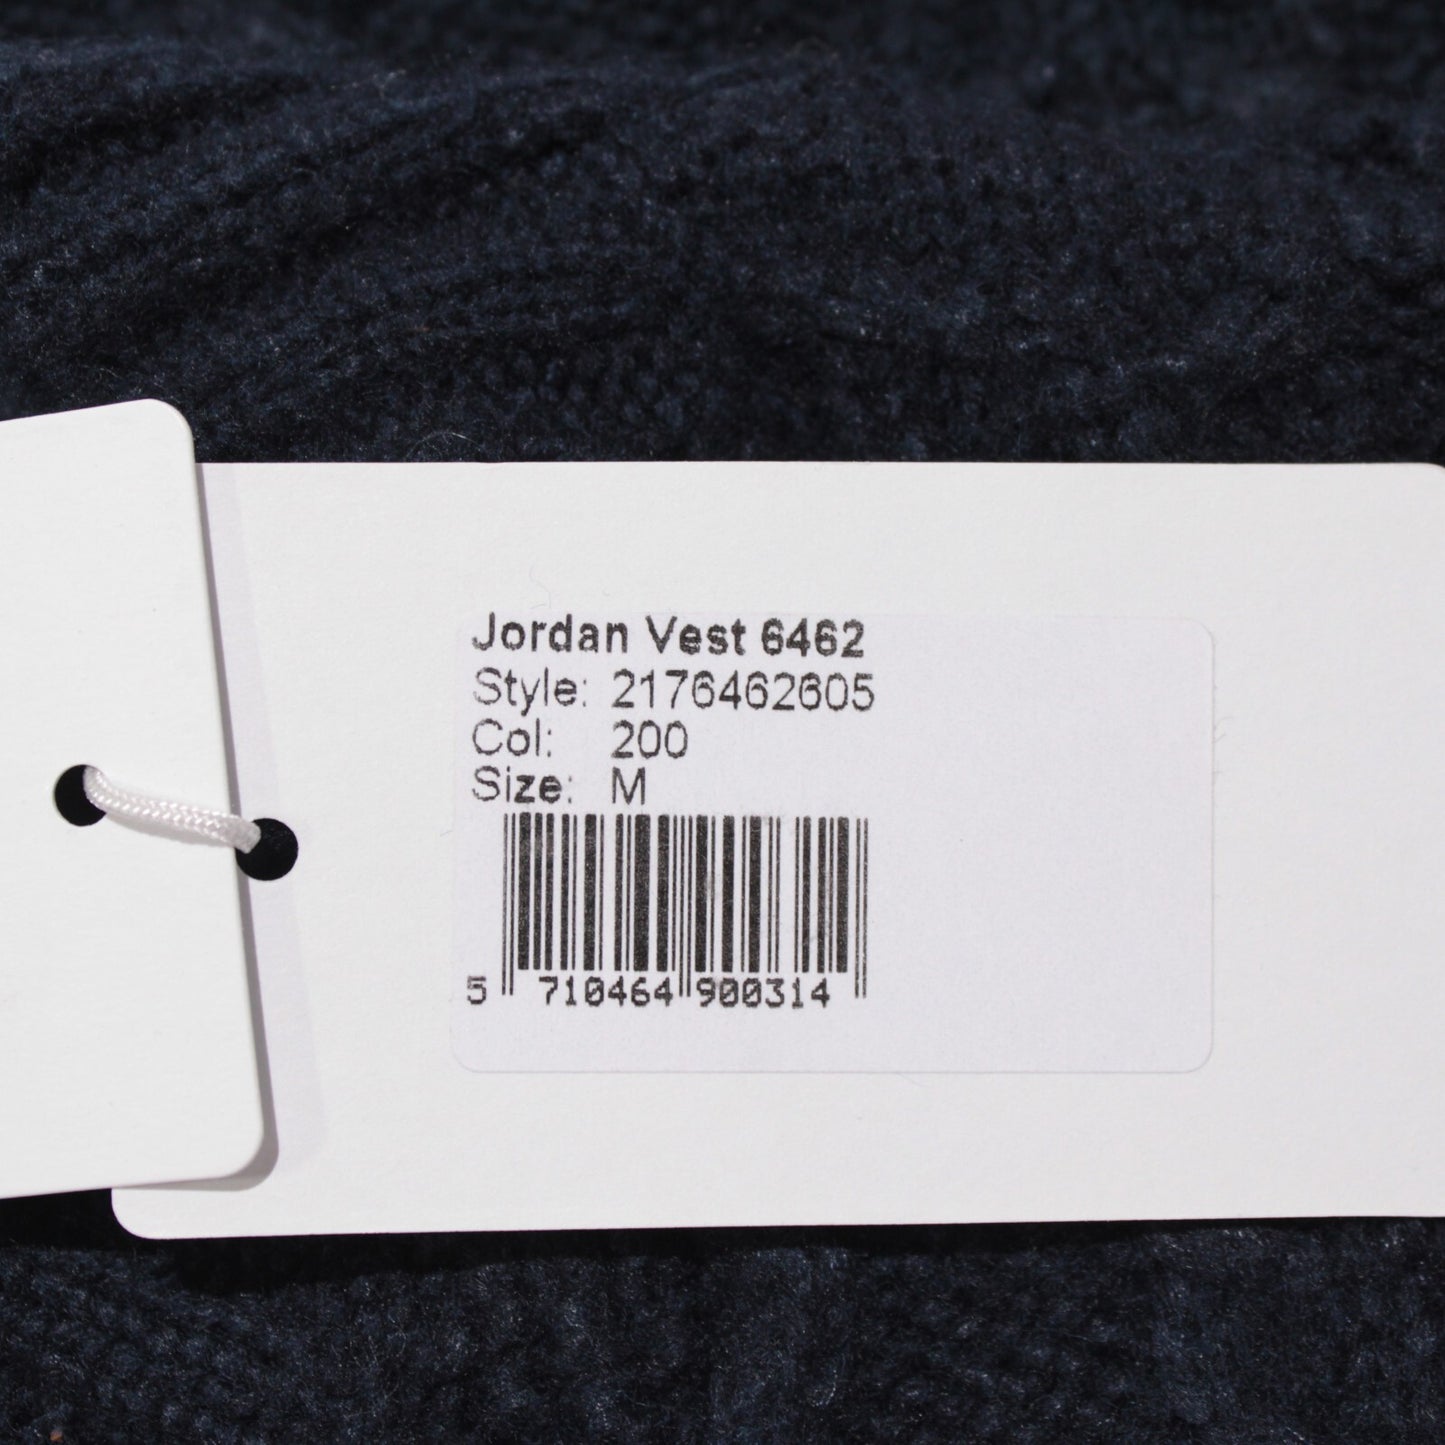 Jordan Vest 6462
Style: 2176462605
Col: 200
Size: M
5 710464 900314